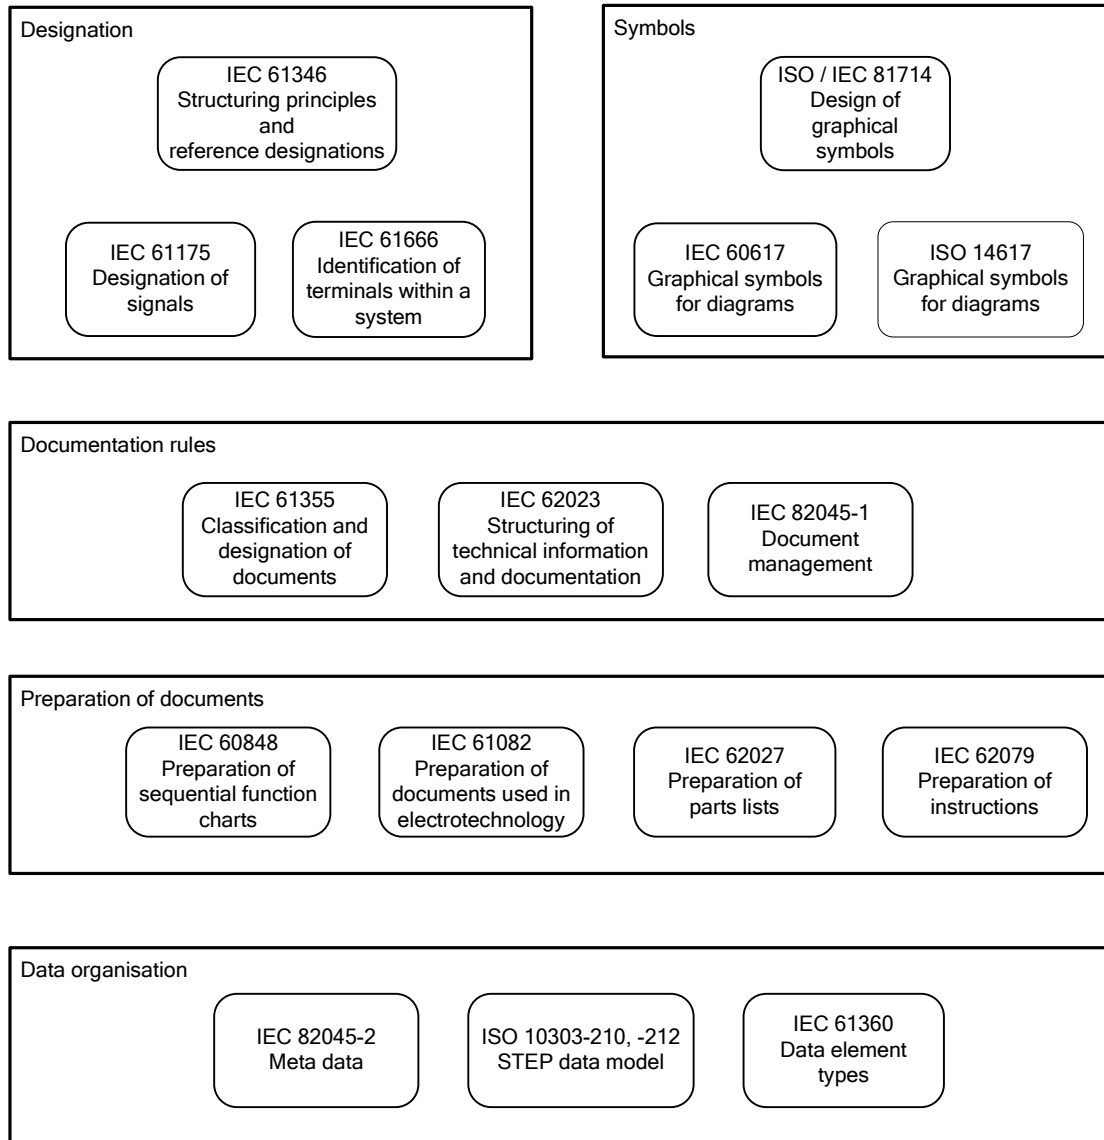 Designation
IEC 61346
Structuring principles
and
reference designations
IEC 61175
Designation of
signals
IEC 61666
Identification of
terminals within a
system
Symbols
ISO / IEC 81714
Design of
graphical
symbols
IEC 60617
Graphical symbols
for diagrams
ISO 14617
Graphical symbols
for diagrams
Documentation rules
IEC 61355
Classification and
designation of
documents
IEC 62023
Structuring of
technical information
and documentation
IEC 82045-1
Document
management
Preparation of documents
IEC 60848
Preparation of
sequential function
charts
IEC 61082
Preparation of
documents used in
electrotechnology
IEC 62027
Preparation of
parts lists
IEC 62079
Preparation of
instructions
Data organisation
IEC 82045-2
Meta data
ISO 10303-210, -212
STEP data model
IEC 61360
Data element
types